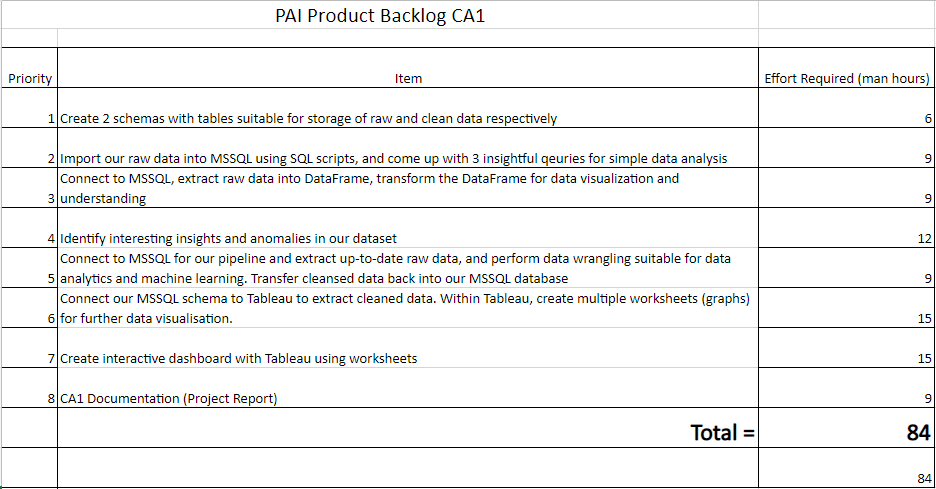 PAI Product Backlog CA1
Priority Item Effort Required (man hours)
1 Create 2 schemas with tables suitable for storage of raw and clean data respectively 6
2 Import our raw data into MSSQL using SQL scripts, and come up with 3 insightful qeuries for simple data analysis 9
Connect to MSSQL, extract raw data into DataFrame, transform the DataFrame for data visualization and
3 understanding 9
4 Identify interesting insights and anomalies in our dataset 12
Connect to MSSQL for our pipeline and extract up-to-date raw data, and perform data wrangling suitable for data
5 analytics and machine learning. Transfer cleansed data back into our MSSQL database 9
Connect our MSSQL schema to Tableau to extract cleaned data. Within Tableau, create multiple worksheets (graphs)
6 for further data visualisation. 15
7 Create interactive dashboard with Tableau using worksheets 15
8 CA1 Documentation (Project Report) 9
Total = 84
84